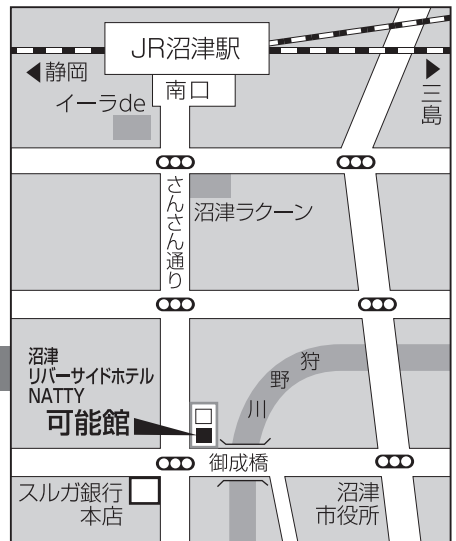 JR沼津駅
南口
静岡
三島
イーラde
さんさん通り
沼津ラクーン
沼津
リバーサイドホテル
NATTY
可能館
狩野川
御成橋
スルガ銀行
本店
沼津
市役所